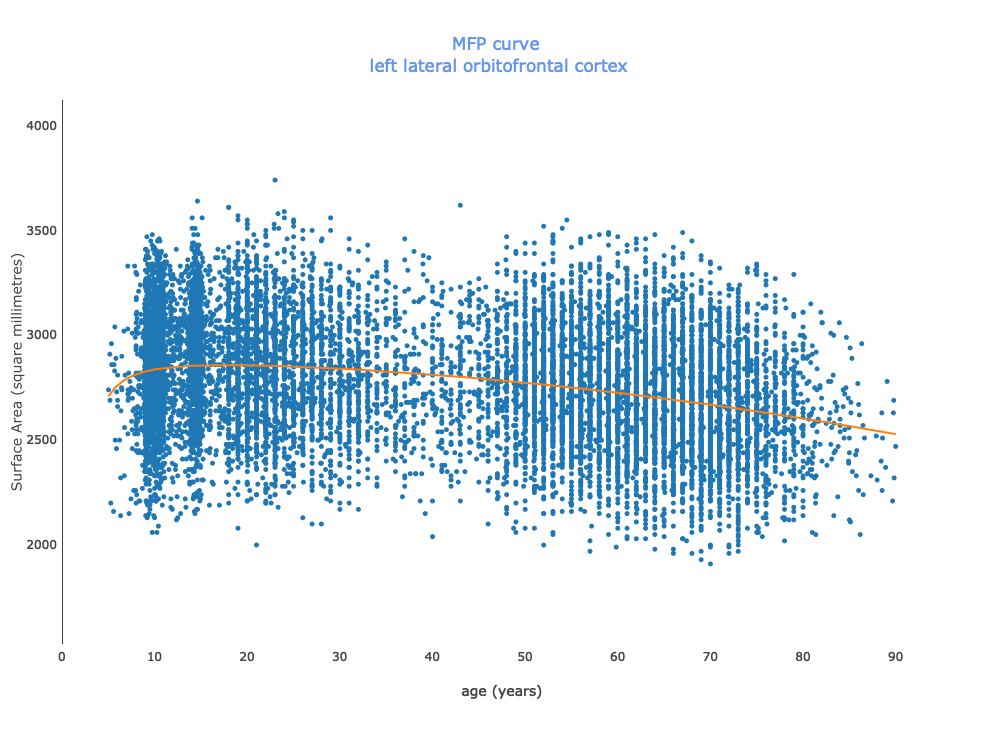 MFP curve
left lateral orbitofrontal cortex
Surface Area (square millimetres)
4000
3500
3000
2500
2000
0 10 20 30 40 50 60 70 80 90
age (years)